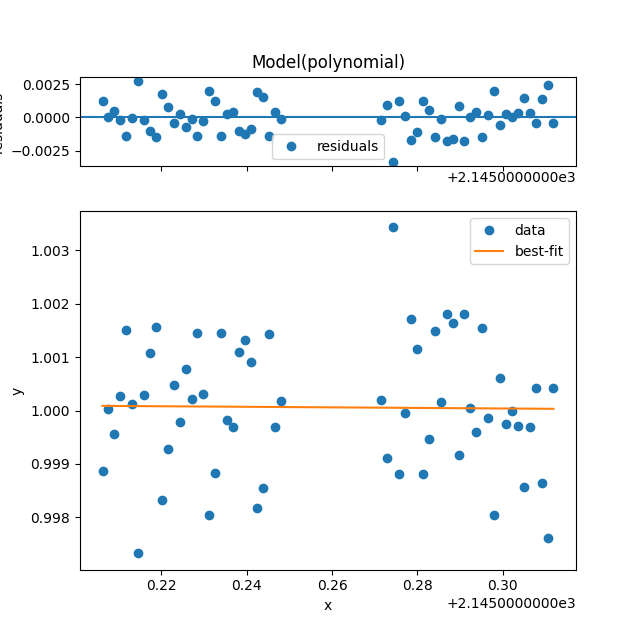 Model(polynomial)
0.0025
0.0000
−0.0025
residuals
+2.1450000000e3
1.003
1.002
1.001
1.000
0.999
0.998
y
data
best-fit
0.22
0.24
0.26
0.28
0.30
x
+2.1450000000e3